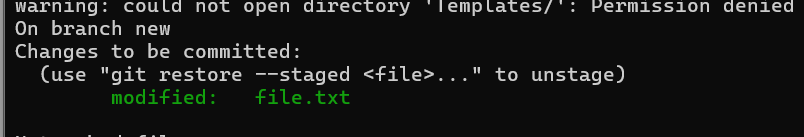 warning: could not open directory 'Templates/': Permission denied
On branch new
Changes to be committed:
  (use "git restore --staged <file>..." to unstage)
        modified:   file.txt